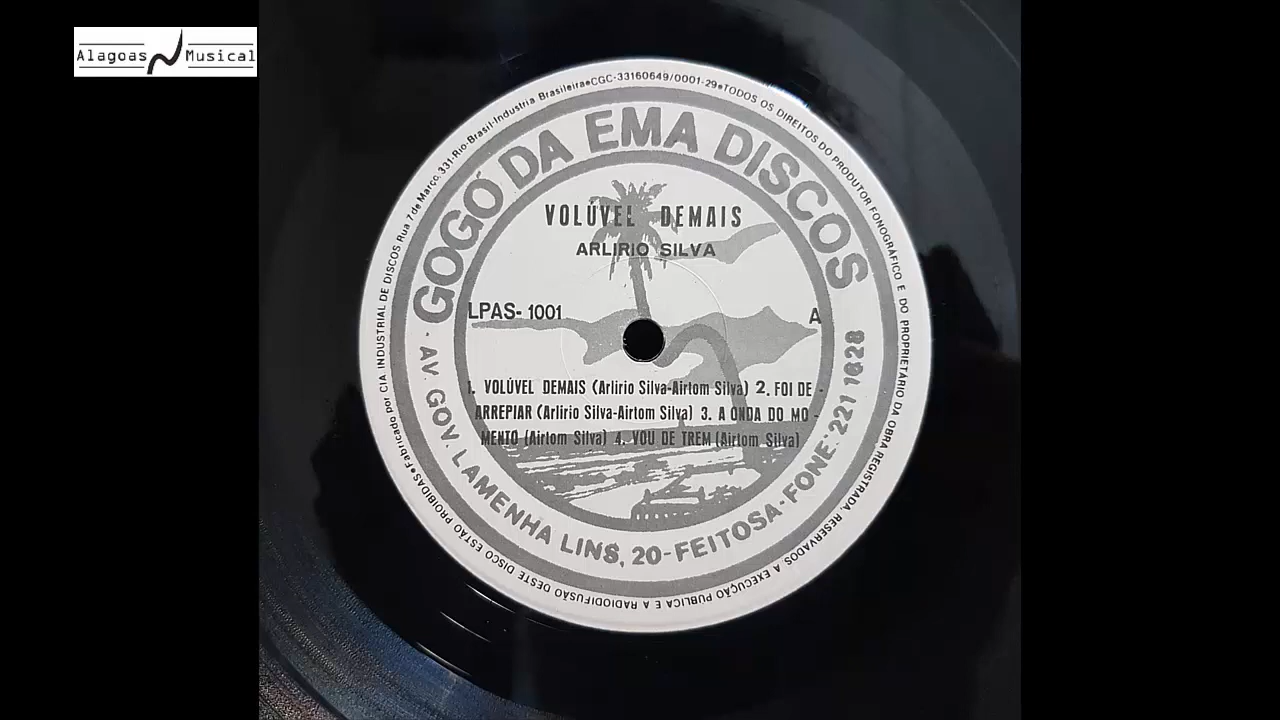 Alagoas Musical
Fabricado por CIA INDUSTRIAL DE DISCOS Rua 7 de Março, 331-Rio-Brasil-Industria Brasileira•CGC-33160649/0001-29•TODOS OS DIREITOS DO PRODUTOR FONOGRÁFICO E DO PROPRIETÁRIO DA OBRA REGISTRADA, RESERVADOS. A EXECUÇÃO PUBLICA E A RADIODIFUSÃO DESTE DISCO ESTÃO PROIBIDAS•
GOGÓ DA EMA DISCOS
VOLÚVEL DEMAIS
ARLIRIO SILVA
LPAS-1001 A
1. VOLÚVEL DEMAIS (Arlirio Silva-Airtom Silva) 2. FOI DE -
ARREPIAR (Arlirio Silva-Airtom Silva) 3. A ONDA DO MO -
MENTO (Airtom Silva) 4. VOU DE TREM (Airtom Silva)
· AV. GOV. LAMENHA LINS, 20-FEITOSA-FONE: 221 1628